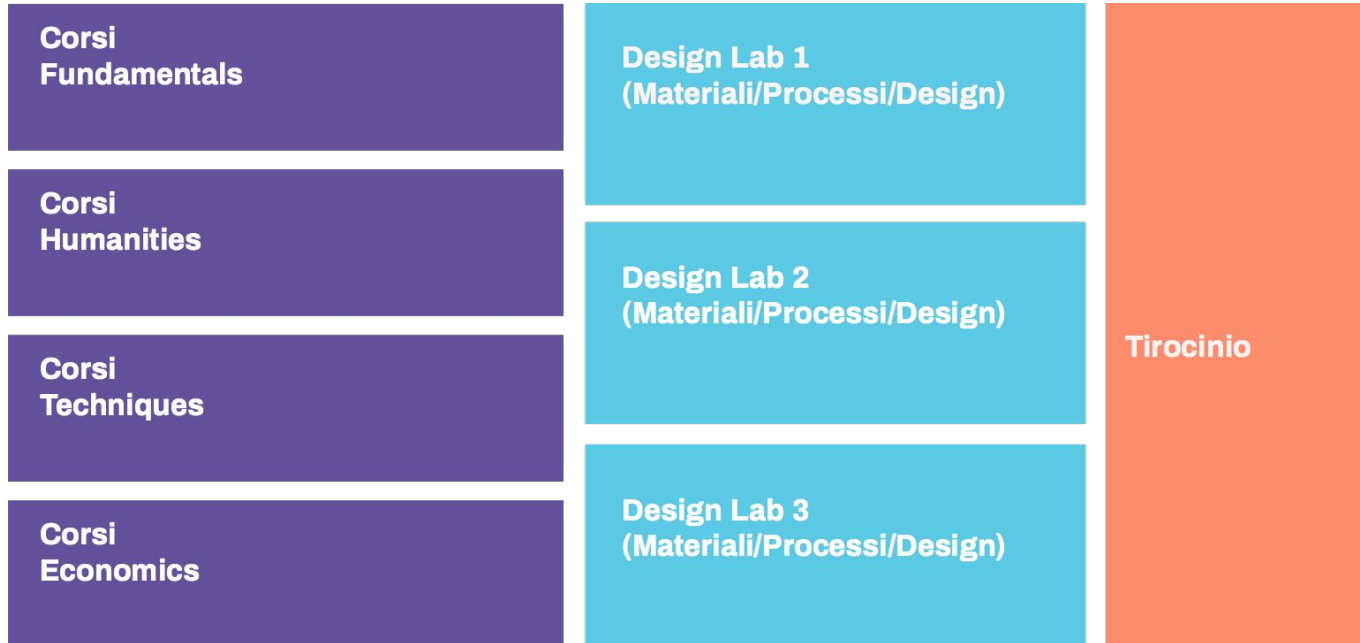 Corsi
Fundamentals
Corsi
Humanities
Corsi
Techniques
Corsi
Economics
Design Lab 1
(Materiali/Processi/Design)
Design Lab 2
(Materiali/Processi/Design)
Design Lab 3
(Materiali/Processi/Design)
Tirocinio